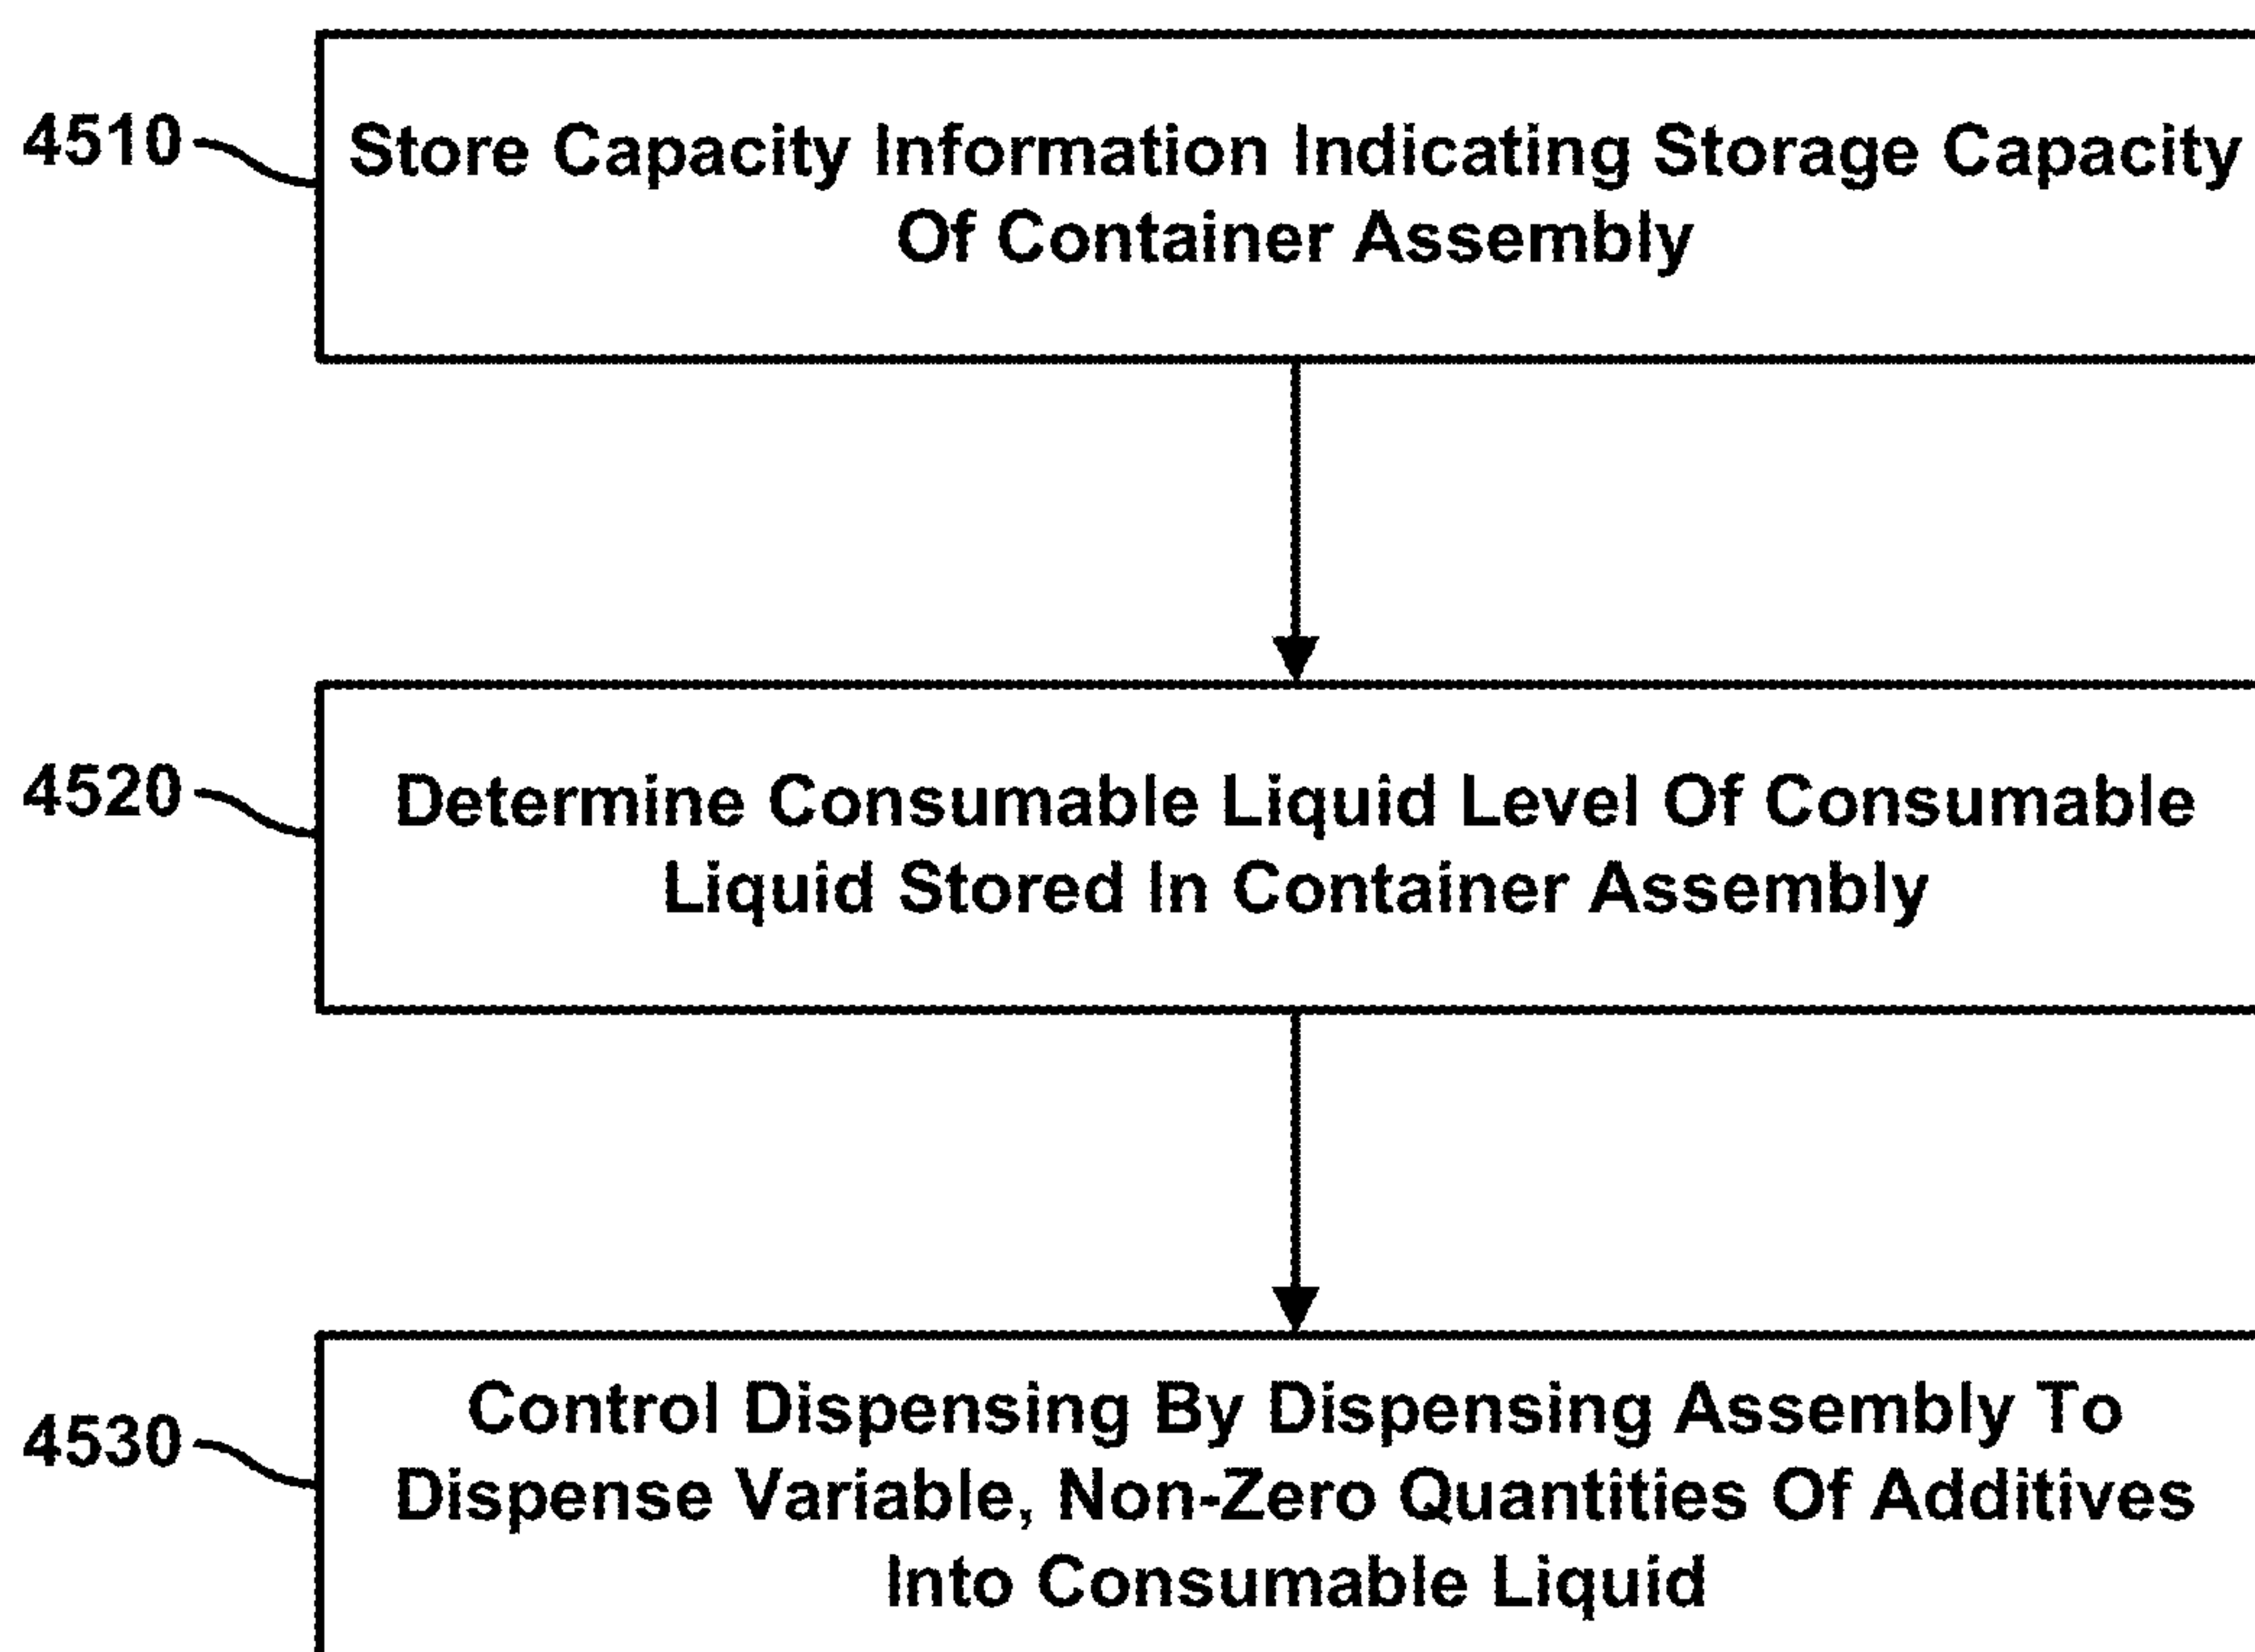 4510
Store Capacity Information Indicating Storage Capacity
Of Container Assembly
4520
Determine Consumable Liquid Level Of Consumable
Liquid Stored In Container Assembly
4530
Control Dispensing By Dispensing Assembly To
Dispense Variable, Non-Zero Quantities Of Additives
Into Consumable Liquid